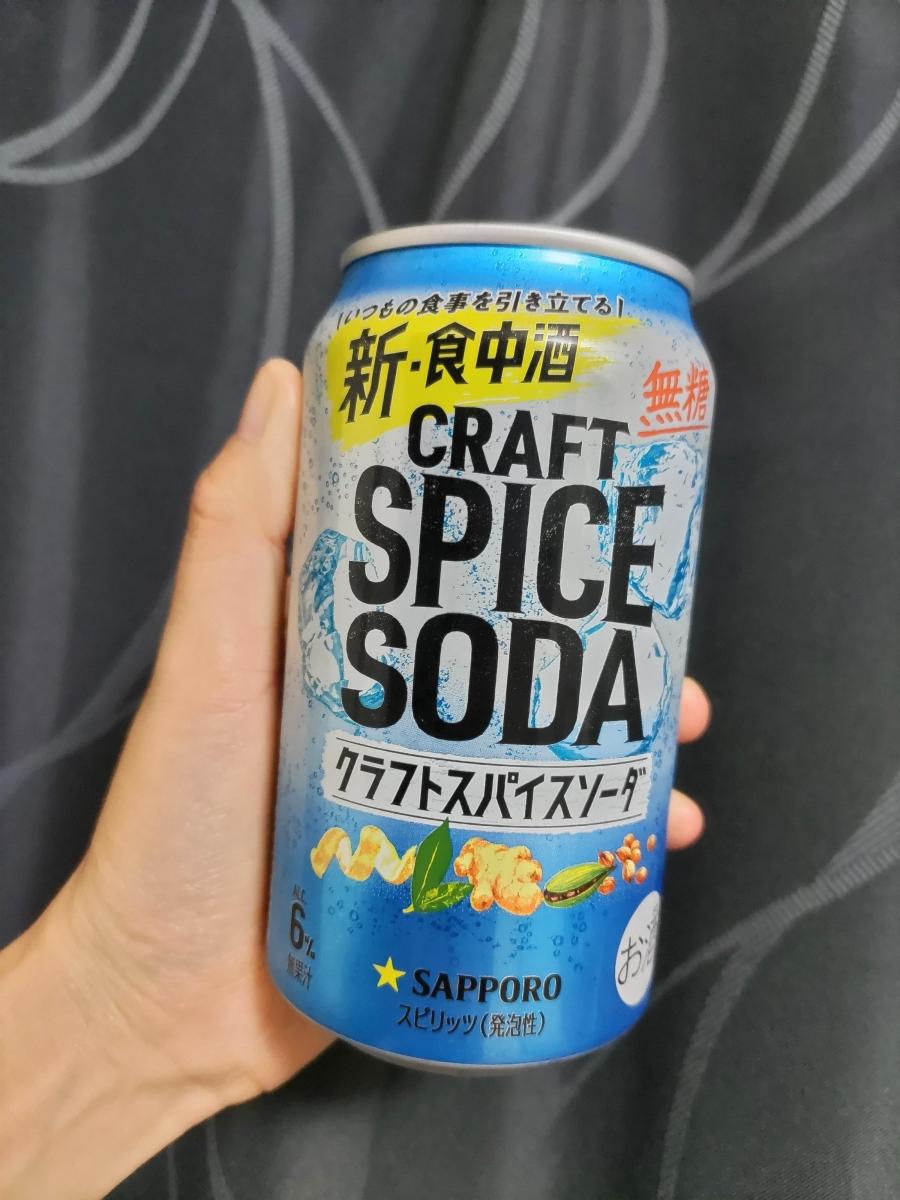 いつもの食事を引き立てる
新・食中酒
無糖
CRAFT
SPICE
SODA
クラフトスパイスソーダ
ALC.
6%
無果汁
お酒
SAPPORO
スピリッツ(発泡性)